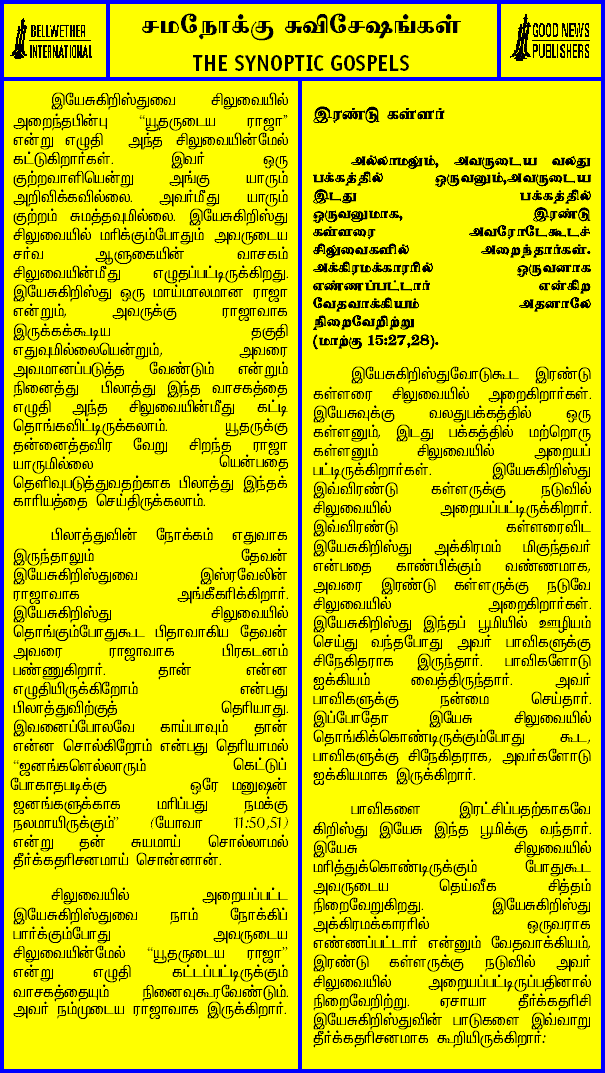 BELLWETHER
INTERNATIONAL
சமநோக்கு சுவிசேஷங்கள்
THE SYNOPTIC GOSPELS
GOOD NEWS
PUBLISHERS
இயேசுகிறிஸ்துவை சிலுவையில்
அறைந்தபின்பு “யூதருடைய ராஜா”
என்று எழுதி அந்த சிலுவையின்மேல்
கட்டுகிறார்கள். இவர் ஒரு
குற்றவாளியென்று அங்கு யாரும்
அறிவிக்கவில்லை. அவர்மீது யாரும்
குற்றம் சுமத்தவுமில்லை. இயேசுகிறிஸ்து
சிலுவையில் மரிக்கும்போதும் அவருடைய
சர்வ ஆளுகையின் வாசகம்
சிலுவையின்மீது எழுதப்பட்டிருக்கிறது.
இயேசுகிறிஸ்து ஒரு மாய்மாலமான ராஜா
என்றும், அவருக்கு ராஜாவாக
இருக்கக்கூடிய தகுதி
எதுவுமில்லையென்றும், அவரை
அவமானப்படுத்த வேண்டும் என்றும்
நினைத்து பிலாத்து இந்த வாசகத்தை
எழுதி அந்த சிலுவையின்மீது கட்டி
தொங்கவிட்டிருக்கலாம். யூதருக்கு
தன்னைத்தவிர வேறு சிறந்த ராஜா
யாருமில்லை யென்பதை
தெளிவுபடுத்துவதற்காக பிலாத்து இந்தக்
காரியத்தை செய்திருக்கலாம்.
பிலாத்துவின் நோக்கம் எதுவாக
இருந்தாலும் தேவன்
இயேசுகிறிஸ்துவை இஸ்ரவேலின்
ராஜாவாக அங்கீகரிக்கிறார்.
இயேசுகிறிஸ்து சிலுவையில்
தொங்கும்போதுகூட பிதாவாகிய தேவன்
அவரை ராஜாவாக பிரகடனம்
பண்ணுகிறார். தான் என்ன
எழுதியிருக்கிறோம் என்பது
பிலாத்துவிற்குத் தெரியாது.
இவனைப்போலவே காய்பாவும் தான்
என்ன சொல்கிறோம் என்பது தெரியாமல்
“ஜனங்களெல்லாரும் கெட்டுப்
போகாதபடிக்கு ஒரே மனுஷன்
ஜனங்களுக்காக மரிப்பது நமக்கு
நலமாயிருக்கும்” (யோவா 11:50,51)
என்று தன் சுயமாய் சொல்லாமல்
தீர்க்கதரிசனமாய் சொன்னான்.
சிலுவையில் அறையப்பட்ட
இயேசுகிறிஸ்துவை நாம் நோக்கிப்
பார்க்கும்போது அவருடைய
சிலுவையின்மேல் “யூதருடைய ராஜா”
என்று எழுதி கட்டப்பட்டிருக்கும்
வாசகத்தையும் நினைவுகூரவேண்டும்.
அவர் நம்முடைய ராஜாவாக இருக்கிறார்.
இரண்டு கள்ளர்
அல்லாமலும், அவருடைய வலது
பக்கத்தில் ஒருவனும்,அவருடைய
இடது பக்கத்தில்
ஒருவனுமாக, இரண்டு
கள்ளரை அவரோடேகூடச்
சிலுவைகளில் அறைந்தார்கள்.
அக்கிரமக்காரரில் ஒருவனாக
எண்ணப்பட்டார் என்கிற
வேதவாக்கியம் அதனாலே
நிறைவேறிற்று
(மாற்கு 15:27,28).
இயேசுகிறிஸ்துவோடுகூட இரண்டு
கள்ளரை சிலுவையில் அறைகிறார்கள்.
இயேசுவுக்கு வலதுபக்கத்தில் ஒரு
கள்ளனும், இடது பக்கத்தில் மற்றொரு
கள்ளனும் சிலுவையில் அறையப்
பட்டிருக்கிறார்கள். இயேசுகிறிஸ்து
இவ்விரண்டு கள்ளருக்கு நடுவில்
சிலுவையில் அறையப்பட்டிருக்கிறார்.
இவ்விரண்டு கள்ளரைவிட
இயேசுகிறிஸ்து அக்கிரமம் மிகுந்தவர்
என்பதை காண்பிக்கும் வண்ணமாக,
அவரை இரண்டு கள்ளருக்கு நடுவே
சிலுவையில் அறைகிறார்கள்.
இயேசுகிறிஸ்து இந்தப் பூமியில் ஊழியம்
செய்து வந்தபோது அவர் பாவிகளுக்கு
சிநேகிதராக இருந்தார். பாவிகளோடு
ஐக்கியம் வைத்திருந்தார். அவர்
பாவிகளுக்கு நன்மை செய்தார்.
இப்போதோ இயேசு சிலுவையில்
தொங்கிக்கொண்டிருக்கும்போது கூட,
பாவிகளுக்கு சிநேகிதராக, அவர்களோடு
ஐக்கியமாக இருக்கிறார்.
பாவிகளை இரட்சிப்பதற்காகவே
கிறிஸ்து இயேசு இந்த பூமிக்கு வந்தார்.
இயேசு சிலுவையில்
மரித்துக்கொண்டிருக்கும் போதுகூட
அவருடைய தெய்வீக சித்தம்
நிறைவேறுகிறது. இயேசுகிறிஸ்து
அக்கிரமக்காரரில் ஒருவராக
எண்ணப்பட்டார் என்னும் வேதவாக்கியம்,
இரண்டு கள்ளருக்கு நடுவில் அவர்
சிலுவையில் அறையப்பட்டிருப்பதினால்
நிறைவேறிற்று. ஏசாயா தீர்க்கதரிசி
இயேசுகிறிஸ்துவின் பாடுகளை இவ்வாறு
தீர்க்கதரிசனமாக கூறியிருக்கிறார்: